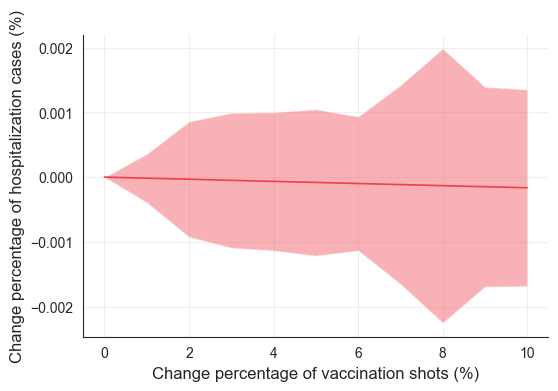 Change percentage of hospitalization cases (%)
0.002
0.001
0.000
−0.001
−0.002
0 2 4 6 8 10
Change percentage of vaccination shots (%)